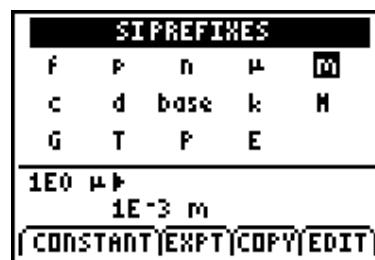 SI PREFIXES
f p n μ m
c d base k M
G T P E
1E0 μ▶
1E⁻3 m
CONSTANT EXPT COPY EDIT